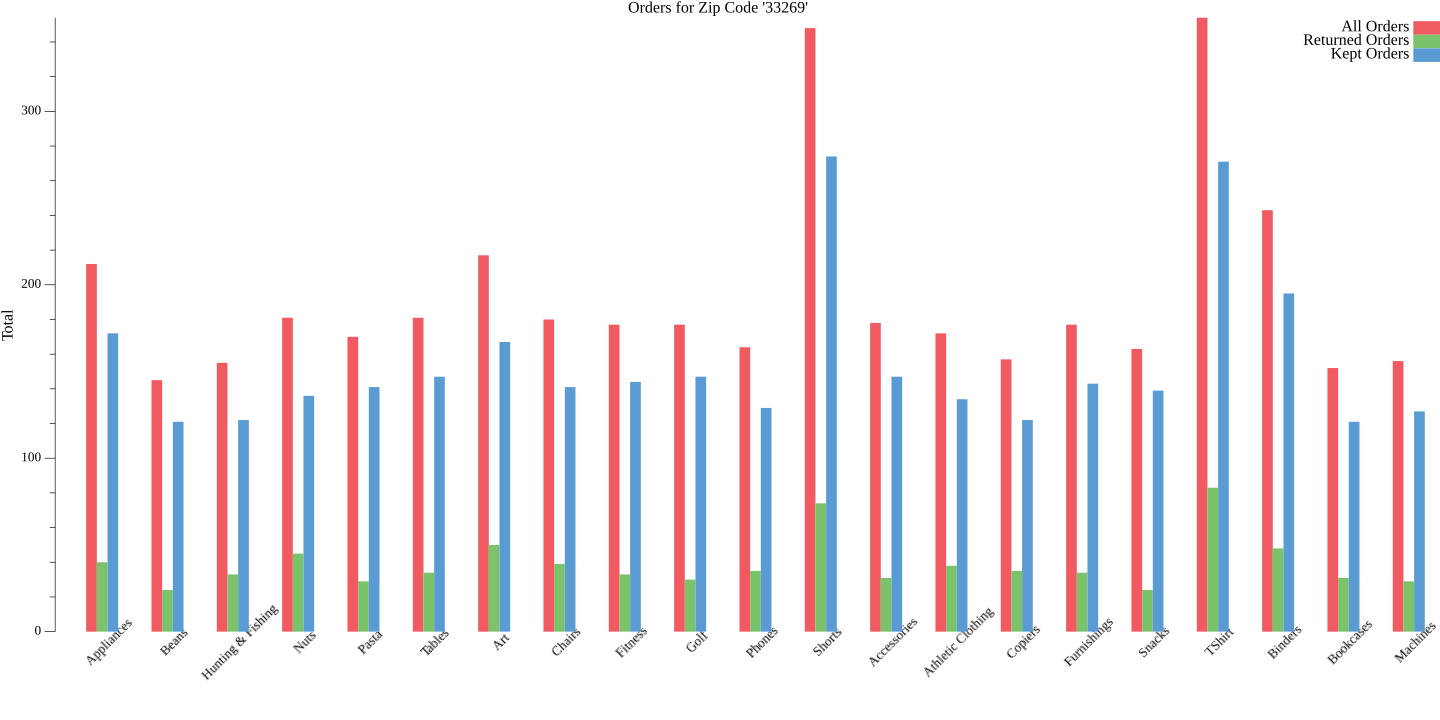 Orders for Zip Code '33269'
All Orders
Returned Orders
Kept Orders
Total
300
200
100
0
Appliances
Beans
Hunting & Fishing
Nuts
Pasta
Tables
Art
Chairs
Fitness
Golf
Phones
Shorts
Accessories
Athletic Clothing
Copiers
Furnishings
Snacks
TShirt
Binders
Bookcases
Machines